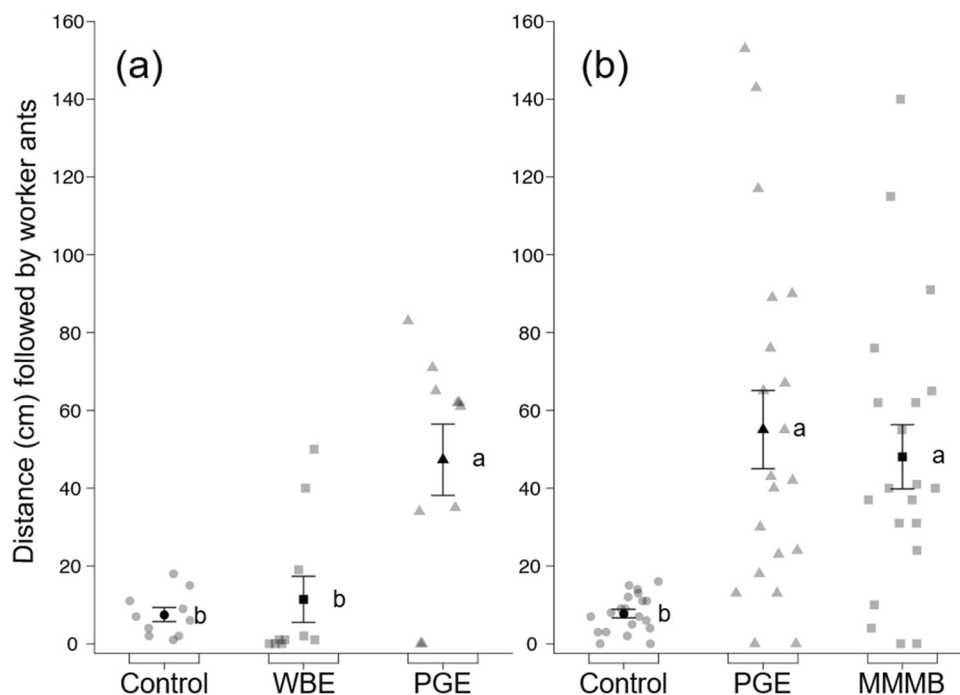 Distance (cm) followed by worker ants
(a)
160
140
120
100
80
60
40
20
0
b
b
a
Control WBE PGE
(b)
160
140
120
100
80
60
40
20
0
b
a
a
Control PGE MMMB